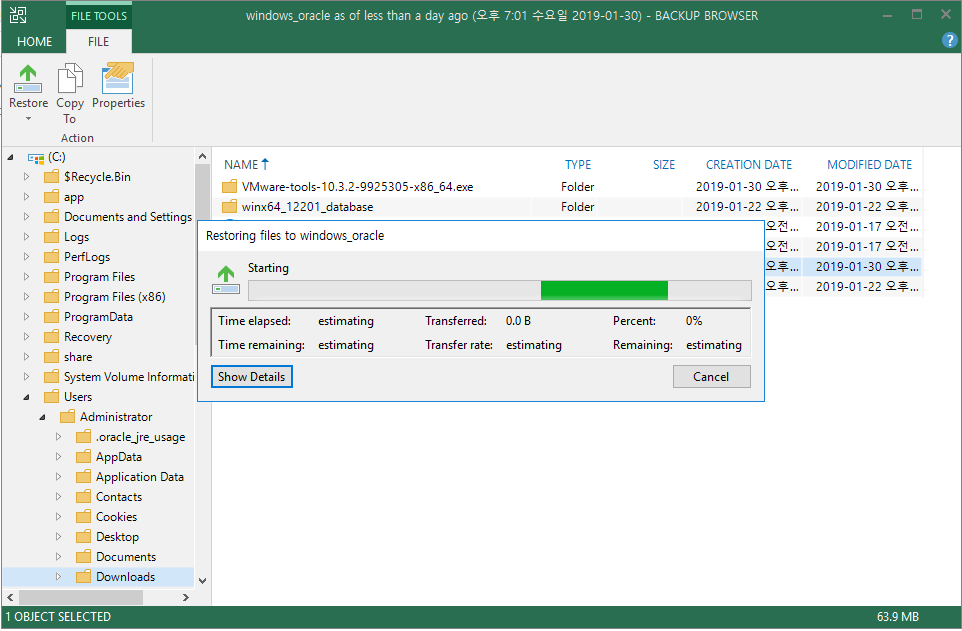 FILE TOOLS
windows_oracle as of less than a day ago (오후 7:01 수요일 2019-01-30) - BACKUP BROWSER
HOME
FILE
?
Restore
Copy To
Properties
Action
(C:)
$Recycle.Bin
app
Documents and Settings
Logs
PerfLogs
Program Files
Program Files (x86)
ProgramData
Recovery
share
System Volume Informati
Users
Administrator
.oracle_jre_usage
AppData
Application Data
Contacts
Cookies
Desktop
Documents
Downloads
NAME TYPE SIZE CREATION DATE MODIFIED DATE
VMware-tools-10.3.2-9925305-x86_64.exe Folder 2019-01-30 오후... 2019-01-30 오후...
winx64_12201_database Folder 2019-01-22 오후... 2019-01-22 오후...
오전... 2019-01-17 오전...
오전... 2019-01-17 오전...
오후... 2019-01-30 오후...
오후... 2019-01-22 오후...
Restoring files to windows_oracle
Starting
Time elapsed: estimating Transferred: 0.0 B Percent: 0%
Time remaining: estimating Transfer rate: estimating Remaining: estimating
Show Details
Cancel
1 OBJECT SELECTED
63.9 MB